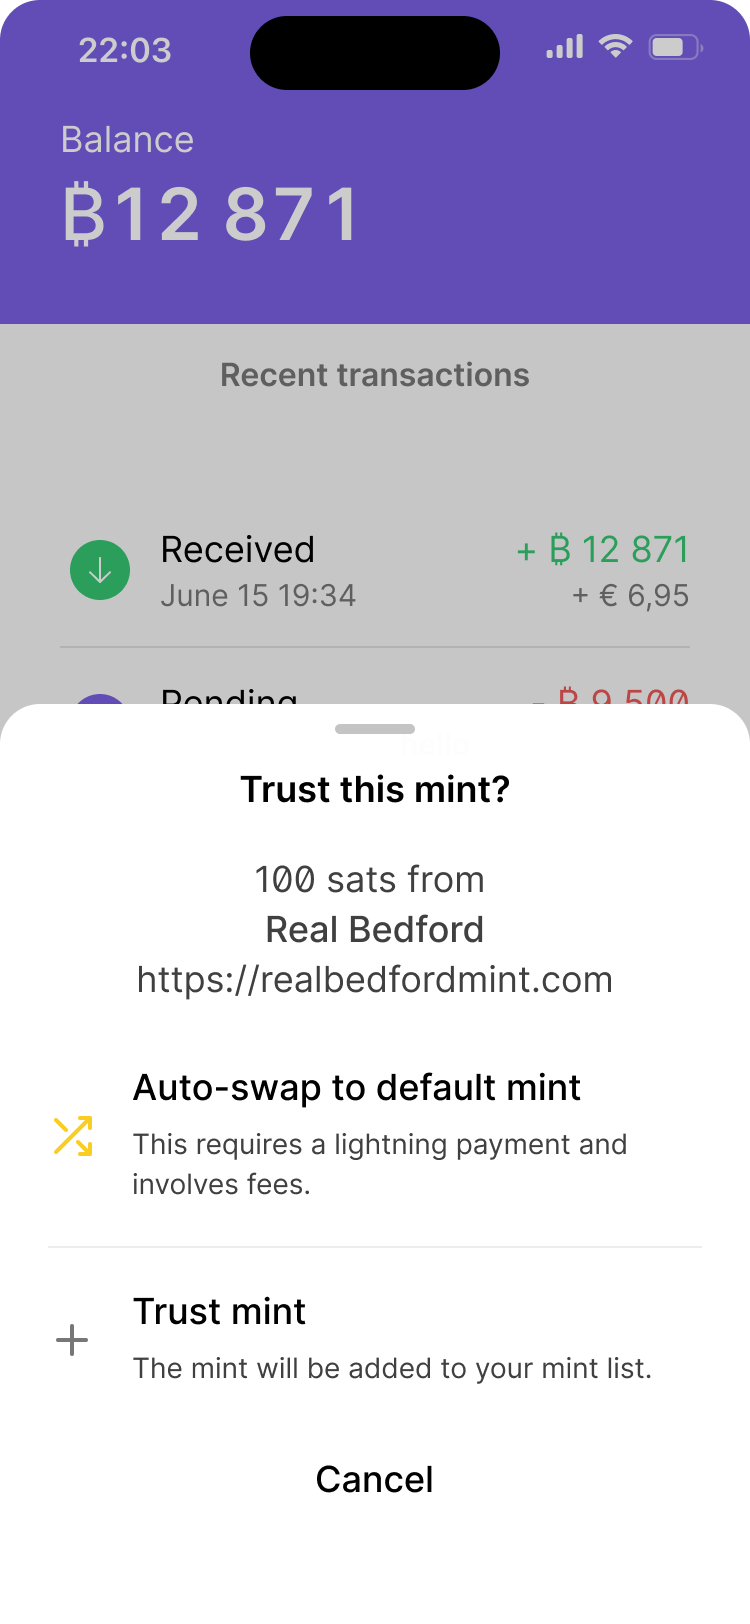 22:03
Balance
₿12 871
Recent transactions
Received
+ ₿ 12 871
June 15 19:34
+ € 6,95
Pending
- ₿ 9 500
hello
Trust this mint?
100 sats from
Real Bedford
https://realbedfordmint.com
Auto-swap to default mint
This requires a lightning payment and
involves fees.
Trust mint
The mint will be added to your mint list.
Cancel